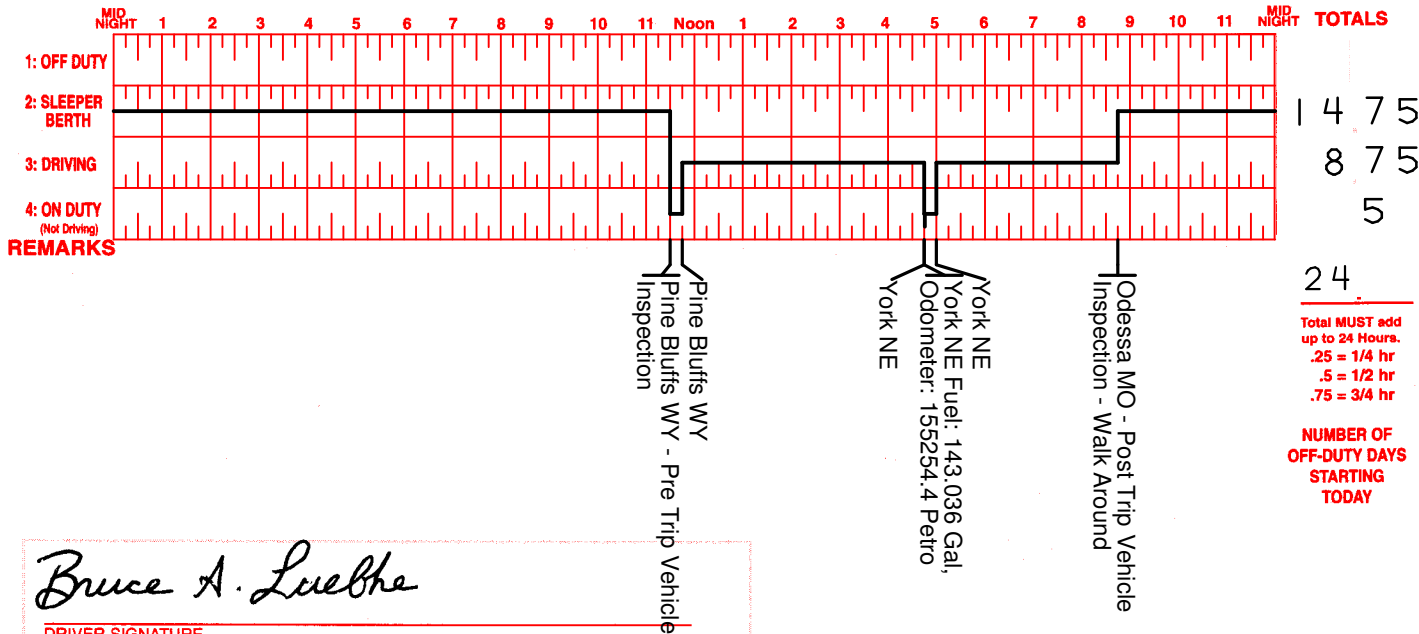 MID NIGHT 1 2 3 4 5 6 7 8 9 10 11 Noon 1 2 3 4 5 6 7 8 9 10 11 MID NIGHT TOTALS
1: OFF DUTY
2: SLEEPER BERTH 14 75
3: DRIVING 8 75
4: ON DUTY 5
(Not Driving)
REMARKS
24
Total MUST add
up to 24 Hours.
.25 = 1/4 hr
.5 = 1/2 hr
.75 = 3/4 hr
NUMBER OF
OFF-DUTY DAYS
STARTING
TODAY
Pine Bluffs WY
Pine Bluffs WY - Pre Trip Vehicle
Inspection
York NE
York NE Fuel: 143.036 Gal,
Odometer: 155254.4 Petro
York NE
Odessa MO - Post Trip Vehicle
Inspection - Walk Around
Bruce A. Luebhe
DRIVER SIGNATURE